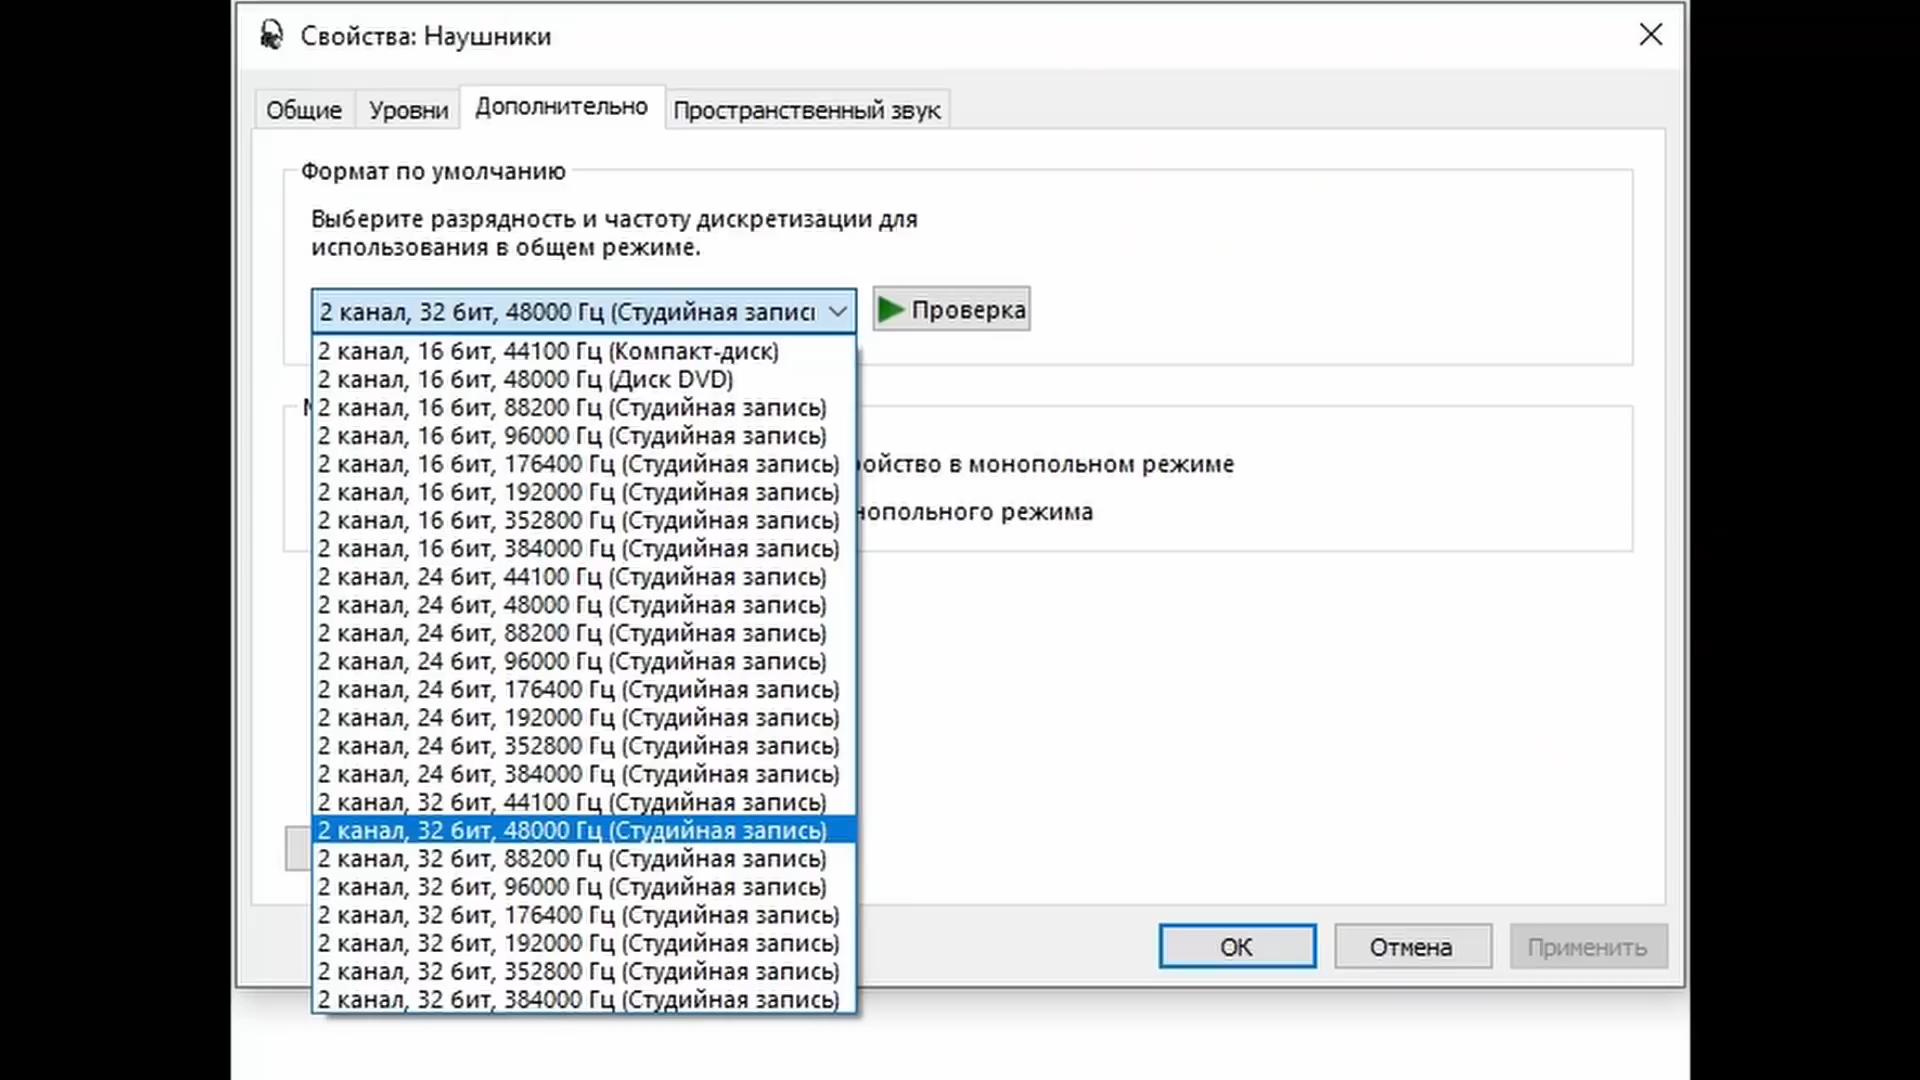 Свойства: Наушники
Общие
Уровни
Дополнительно
Пространственный звук
Формат по умолчанию
Выберите разрядность и частоту дискретизации для
использования в общем режиме.
2 канал, 32 бит, 48000 Гц (Студийная запис
Проверка
2 канал, 16 бит, 44100 Гц (Компакт-диск)
2 канал, 16 бит, 48000 Гц (Диск DVD)
2 канал, 16 бит, 88200 Гц (Студийная запись)
2 канал, 16 бит, 96000 Гц (Студийная запись)
2 канал, 16 бит, 176400 Гц (Студийная запись)
ойство в монопольном режиме
2 канал, 16 бит, 192000 Гц (Студийная запись)
2 канал, 16 бит, 352800 Гц (Студийная запись)
нопольного режима
2 канал, 16 бит, 384000 Гц (Студийная запись)
2 канал, 24 бит, 44100 Гц (Студийная запись)
2 канал, 24 бит, 48000 Гц (Студийная запись)
2 канал, 24 бит, 88200 Гц (Студийная запись)
2 канал, 24 бит, 96000 Гц (Студийная запись)
2 канал, 24 бит, 176400 Гц (Студийная запись)
2 канал, 24 бит, 192000 Гц (Студийная запись)
2 канал, 24 бит, 352800 Гц (Студийная запись)
2 канал, 24 бит, 384000 Гц (Студийная запись)
2 канал, 32 бит, 44100 Гц (Студийная запись)
2 канал, 32 бит, 48000 Гц (Студийная запись)
2 канал, 32 бит, 88200 Гц (Студийная запись)
2 канал, 32 бит, 96000 Гц (Студийная запись)
2 канал, 32 бит, 176400 Гц (Студийная запись)
2 канал, 32 бит, 192000 Гц (Студийная запись)
2 канал, 32 бит, 352800 Гц (Студийная запись)
2 канал, 32 бит, 384000 Гц (Студийная запись)
ОК
Отмена
Применить